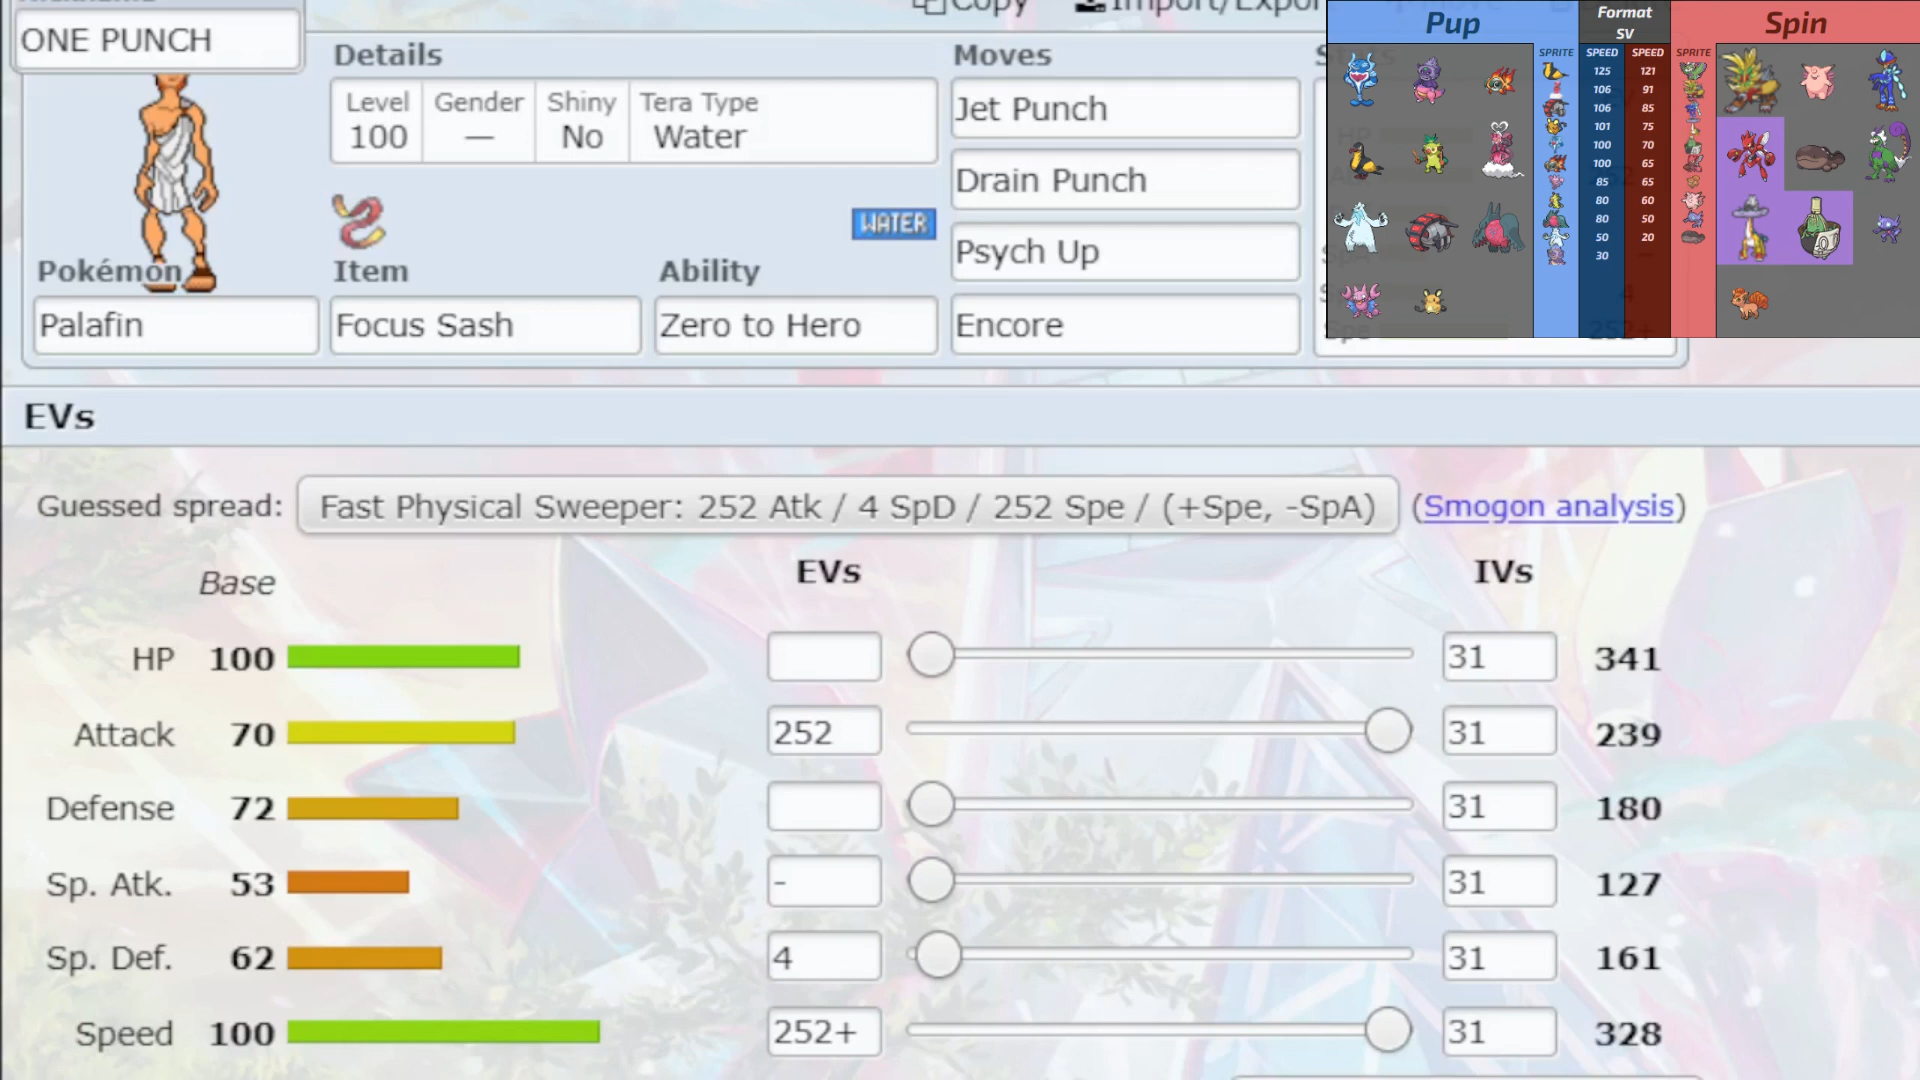 Copy Import/Export
ONE PUNCH
Details
Moves
Level
100
Gender
—
Shiny
No
Tera Type
Water
Jet Punch
Drain Punch
WATER
Psych Up
Pokémon
Item
Ability
Palafin
Focus Sash
Zero to Hero
Encore
Spe
252+
Pup
Format
SV
Spin
SPRITE SPEED SPEED SPRITE
125 121
106 91
106 85
101 75
100 70
100 65
85 65
80 60
80 50
50 20
30
EVs
Guessed spread: Fast Physical Sweeper: 252 Atk / 4 SpD / 252 Spe / (+Spe, -SpA) (Smogon analysis)
Base EVs IVs
HP 100 31 341
Attack 70 252 31 239
Defense 72 31 180
Sp. Atk. 53 - 31 127
Sp. Def. 62 4 31 161
Speed 100 252+ 31 328